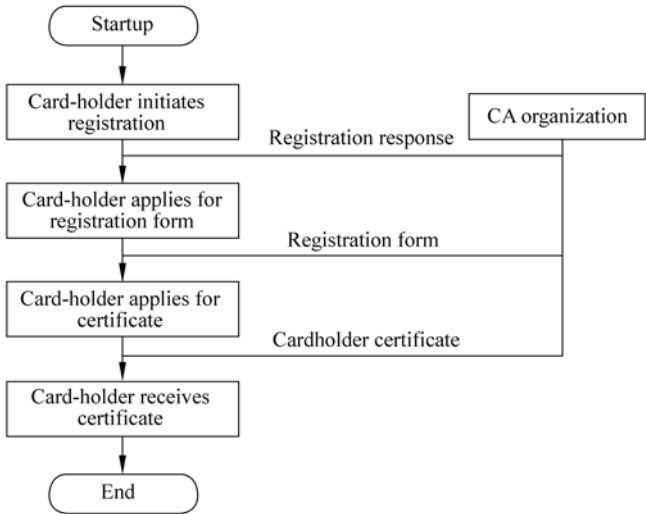 Startup
Card-holder initiates
registration
CA organization
Registration response
Card-holder applies for
registration form
Registration form
Card-holder applies for
certificate
Cardholder certificate
Card-holder receives
certificate
End